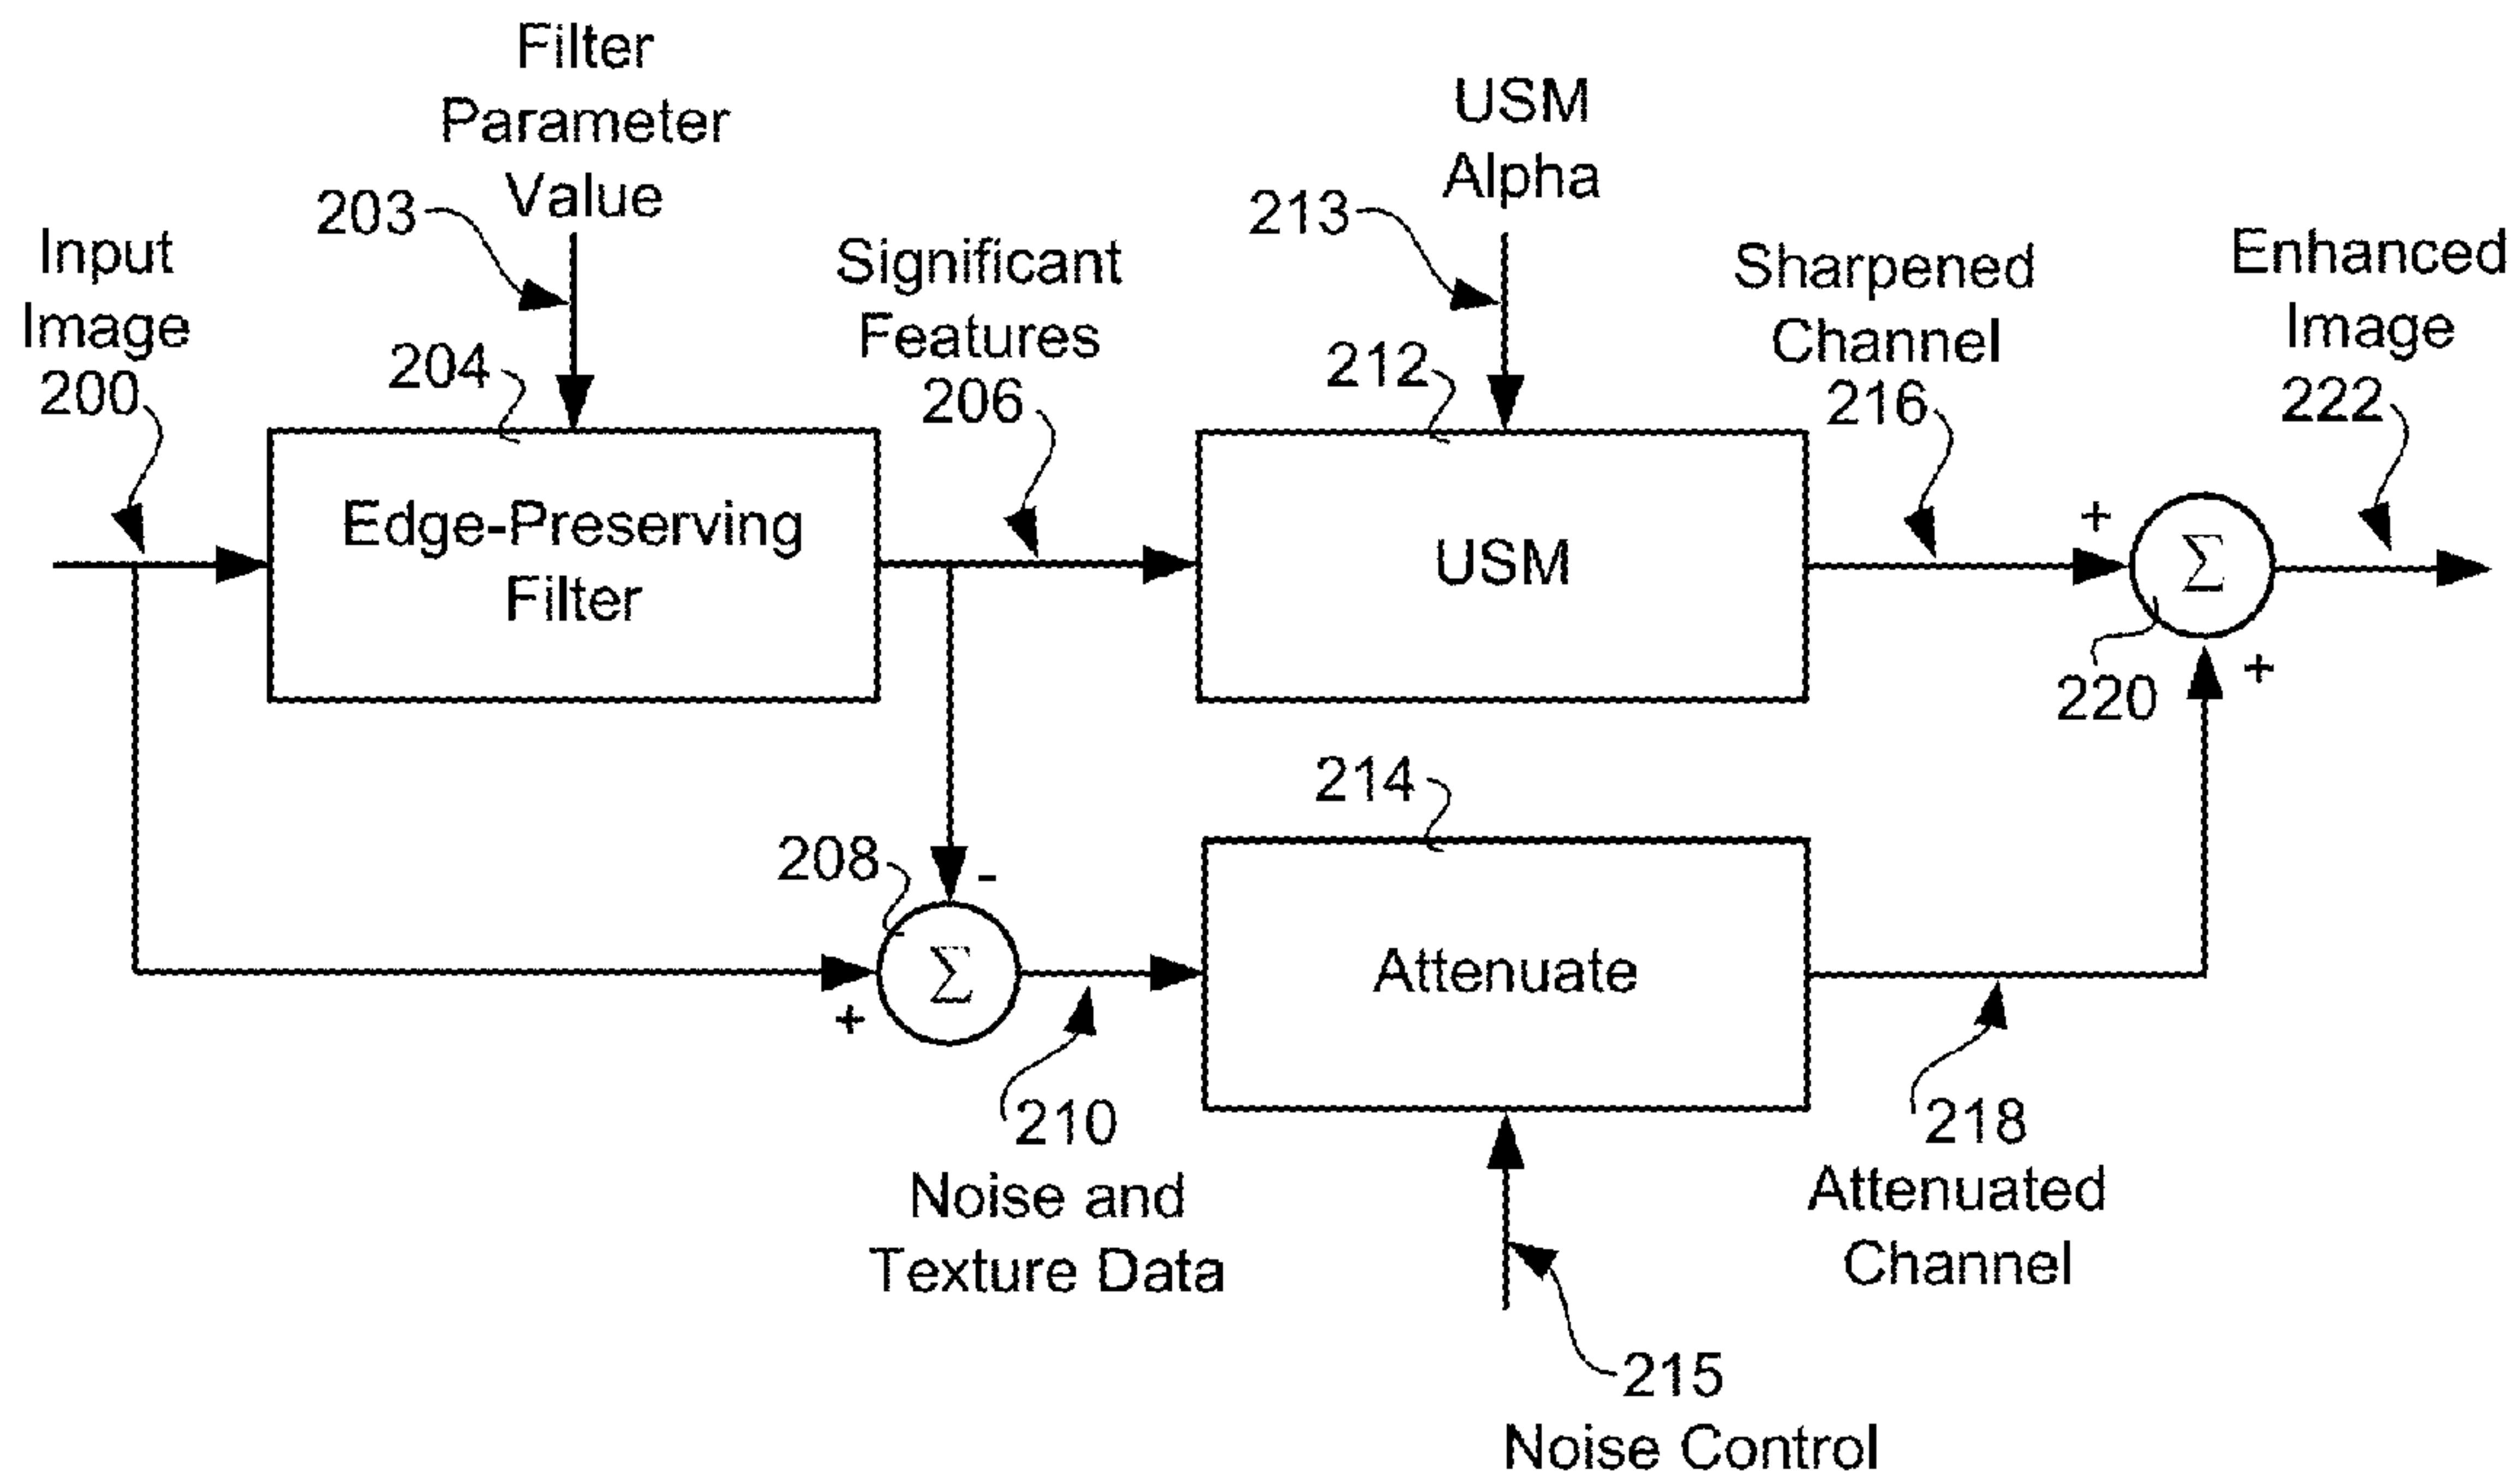 Filter
Parameter
Value
203
USM
Alpha
213
Input
Image
200
204
Significant
Features
206
212
Sharpened
Channel
216
Enhanced
Image
222
Edge-Preserving
Filter
USM
+
Σ
+
220
214
208
-
Σ
+
Attenuate
210
Noise and
Texture Data
218
Attenuated
Channel
215
Noise Control